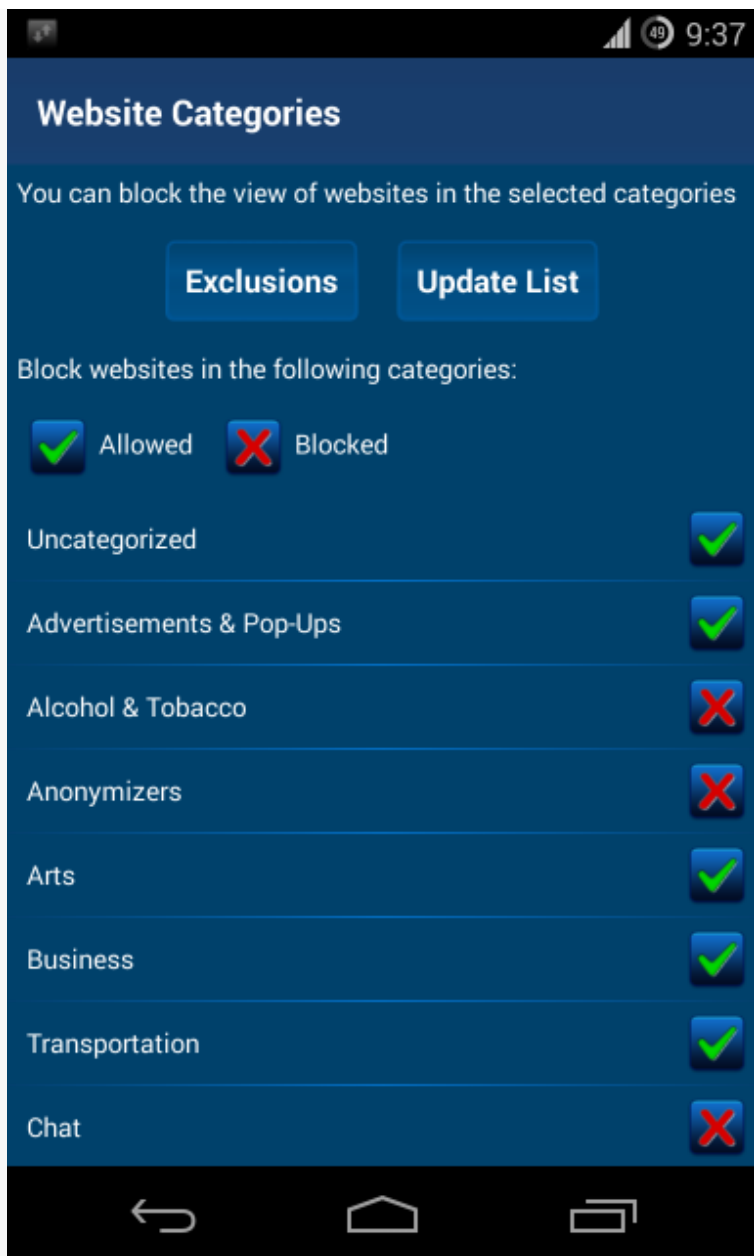 49 9:37
Website Categories
You can block the view of websites in the selected categories
Exclusions Update List
Block websites in the following categories:
Allowed Blocked
Uncategorized
Advertisements & Pop-Ups
Alcohol & Tobacco
Anonymizers
Arts
Business
Transportation
Chat